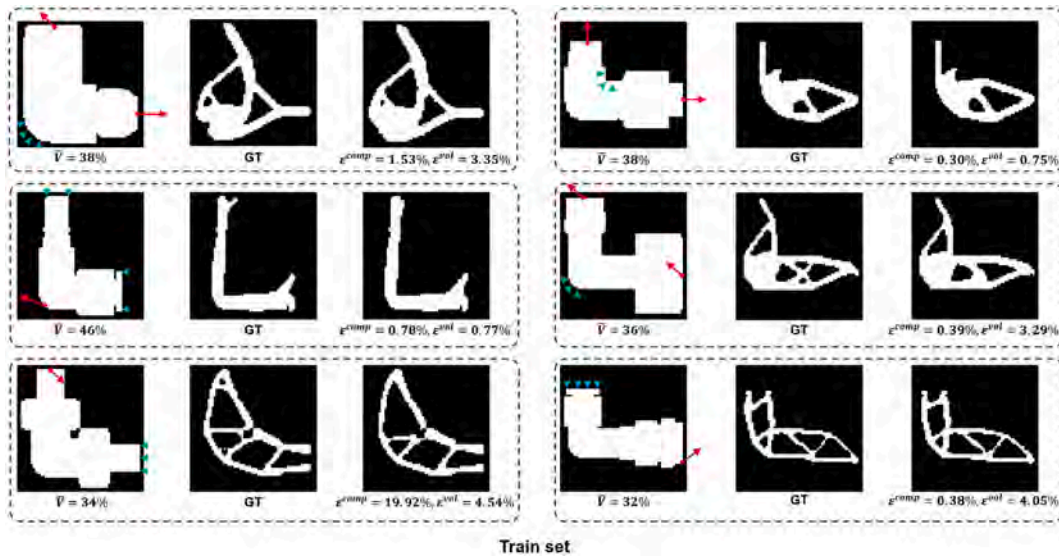 V̄ = 38% GT ε^comp = 1.53%, ε^vol = 3.35%
V̄ = 38% GT ε^comp = 0.30%, ε^vol = 0.75%
V̄ = 46% GT ε^comp = 0.78%, ε^vol = 0.77%
V̄ = 36% GT ε^comp = 0.39%, ε^vol = 3.29%
V̄ = 34% GT ε^comp = 19.92%, ε^vol = 4.54%
V̄ = 32% GT ε^comp = 0.38%, ε^vol = 4.05%
Train set